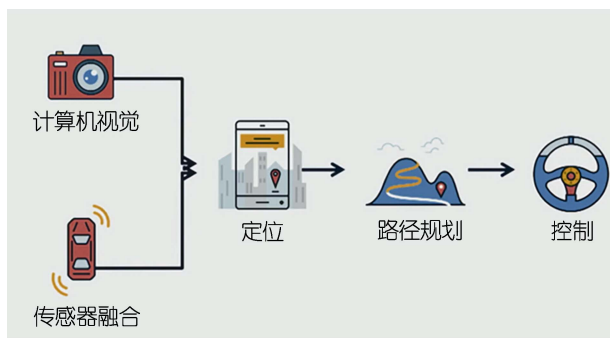 计算机视觉
传感器融合
定位
路径规划
控制